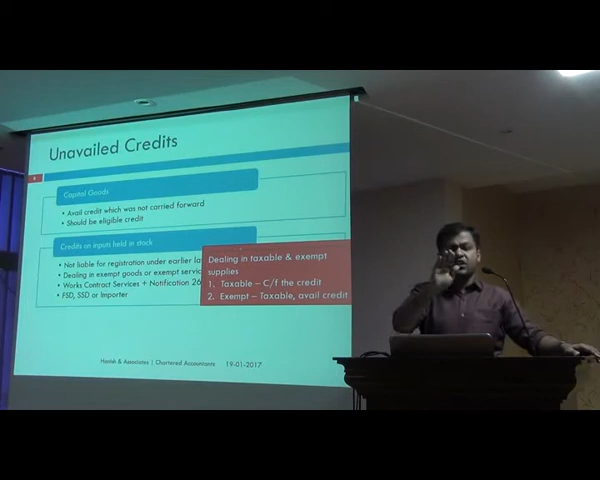 Unavailed Credits
Capital Goods
• Avail credit which was not carried forward
• Should be eligible credit
Credits on inputs held in stock
• Not liable for registration under earlier la
• Dealing in exempt goods or exempt servic
• Works Contract Services + Notification 26
• FSD, SSD or Importer
Dealing in taxable & exempt
supplies
1. Taxable – C/f the credit
2. Exempt – Taxable, avail credit
& Associates | Chartered Accountants 19-01-2017